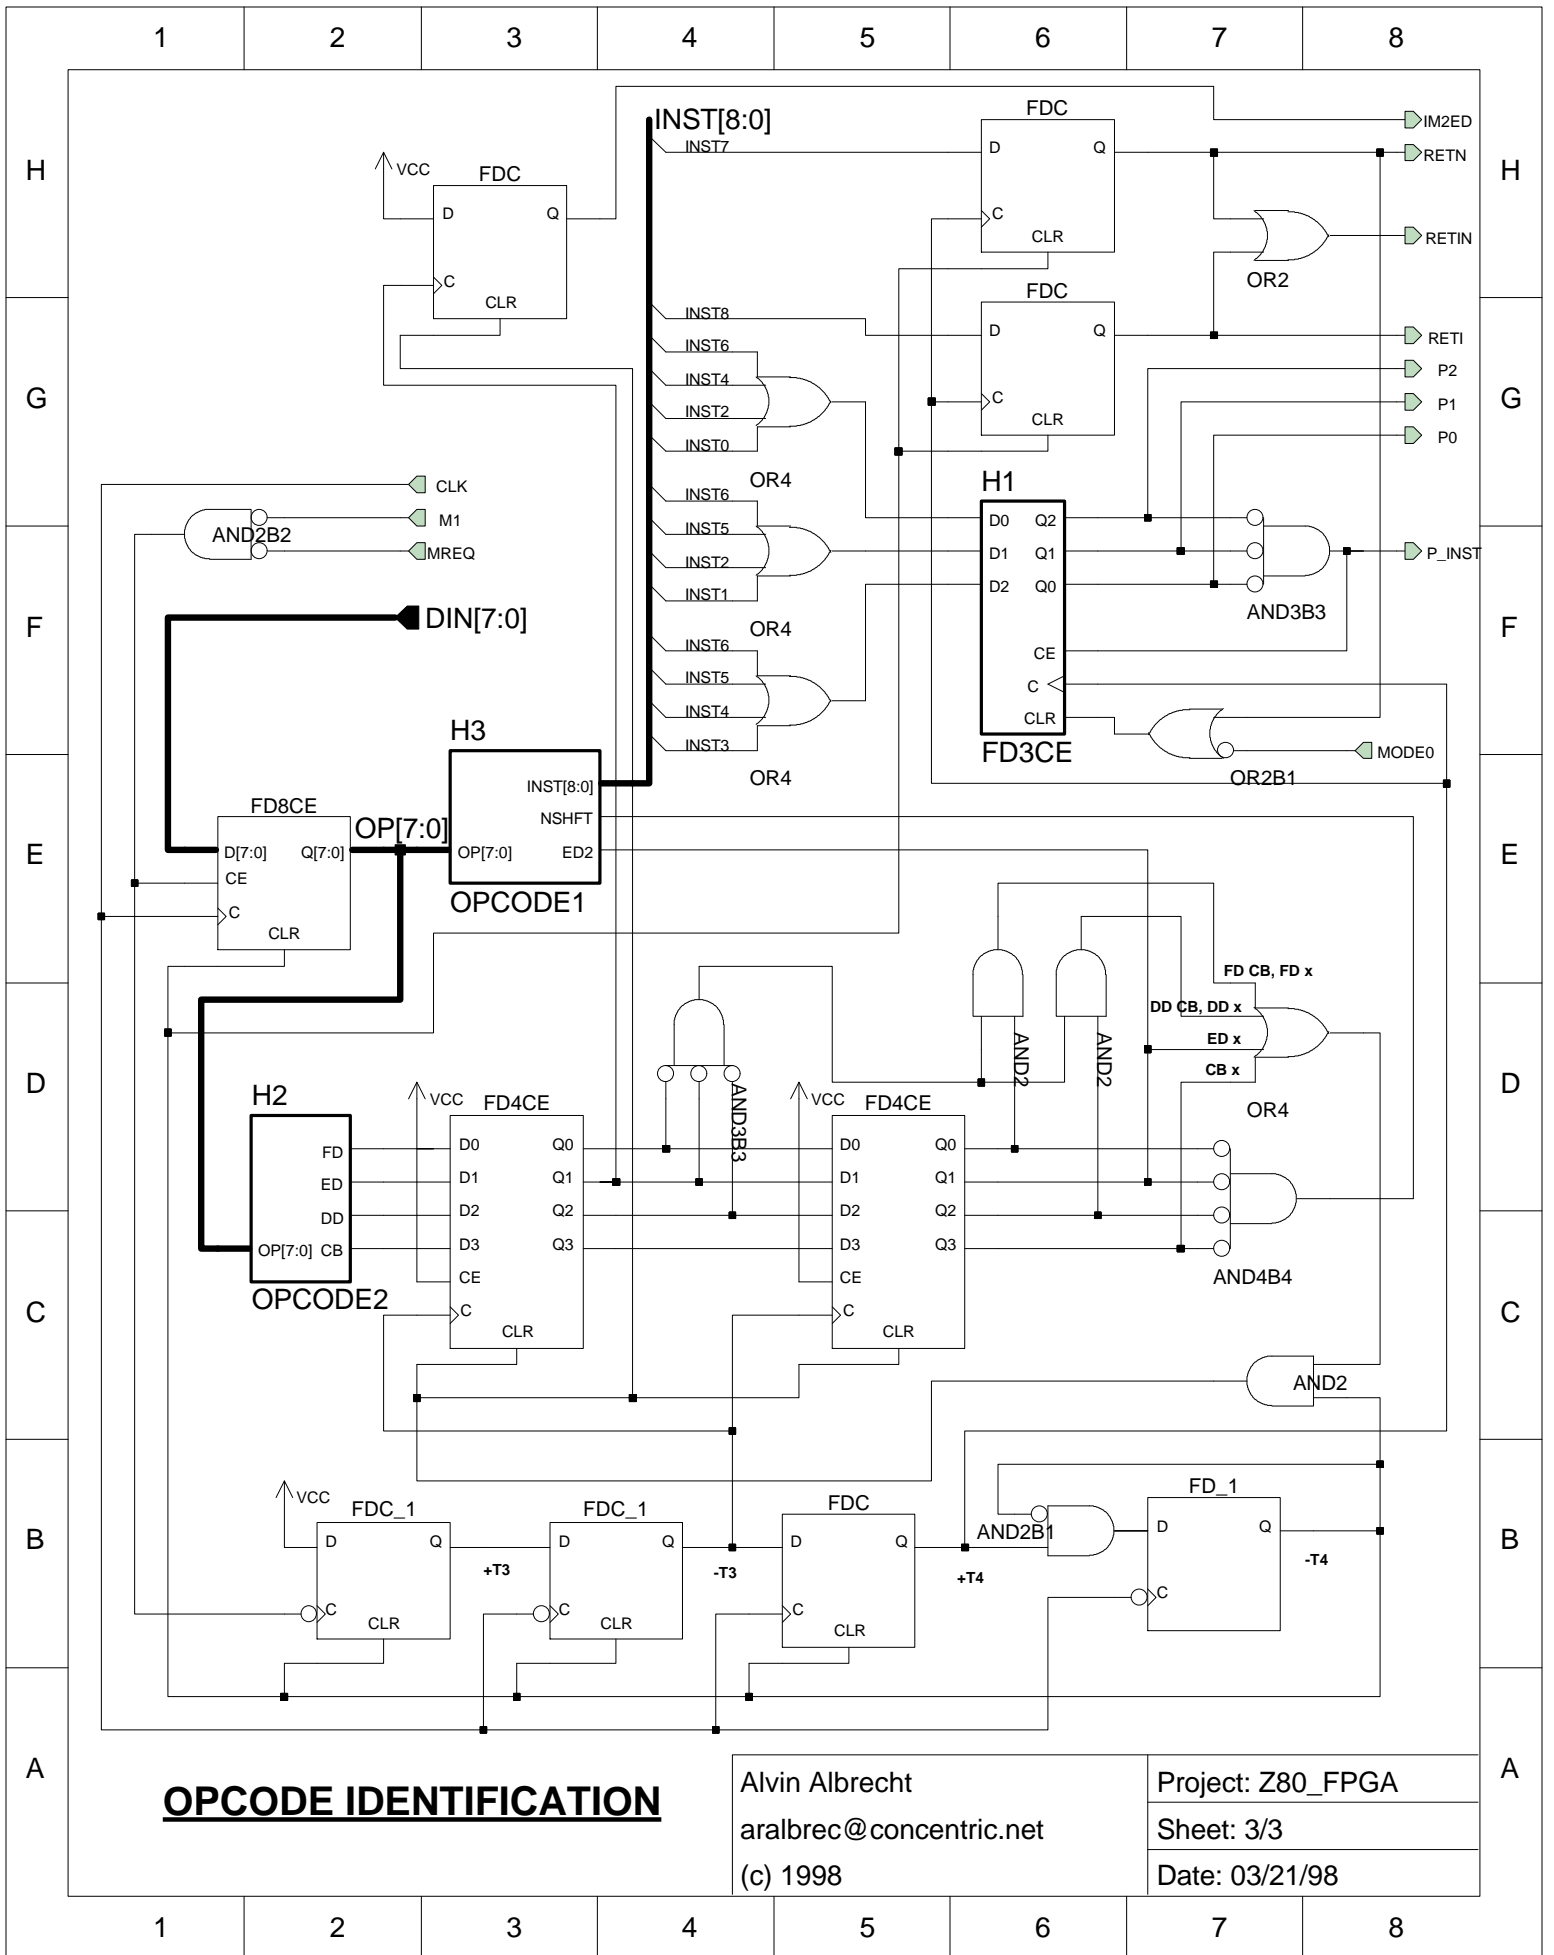 1 2 3 4 5 6 7 8
H
G
F
E
D
C
B
A
H
G
F
E
D
C
B
A
INST[8:0]
INST7
FDC
D Q
C
CLR
IM2ED
RETN
RETIN
OR2
VCC
FDC
D Q
C
CLR
INST8
INST6
INST4
INST2
INST0
OR4
FDC
D Q
C
CLR
RETI
P2
P1
P0
CLK
M1
MREQ
AND2B2
DIN[7:0]
INST6
INST5
INST2
INST1
OR4
INST6
INST5
INST4
INST3
OR4
H1
D0 Q2
D1 Q1
D2 Q0
CE
C
CLR
FD3CE
AND3B3
P_INST
OR2B1
MODE0
H3
INST[8:0]
NSHFT
OP[7:0] ED2
OPCODE1
FD8CE
D[7:0] Q[7:0]
CE
C
CLR
OP[7:0]
FD CB, FD x
DD CB, DD x
ED x
CB x
OR4
AND2
AND2
AND3B3
H2
FD
ED
DD
OP[7:0] CB
OPCODE2
VCC
FD4CE
D0 Q0
D1 Q1
D2 Q2
D3 Q3
CE
C
CLR
VCC
FD4CE
D0 Q0
D1 Q1
D2 Q2
D3 Q3
CE
C
CLR
AND4B4
AND2
VCC
FDC_1
D Q
C
CLR
+T3
FDC_1
D Q
C
CLR
-T3
FDC
D Q
C
CLR
+T4
AND2B1
FD_1
D Q
C
-T4
OPCODE IDENTIFICATION
Alvin Albrecht
aralbrec@concentric.net
(c) 1998
Project: Z80_FPGA
Sheet: 3/3
Date: 03/21/98
1 2 3 4 5 6 7 8